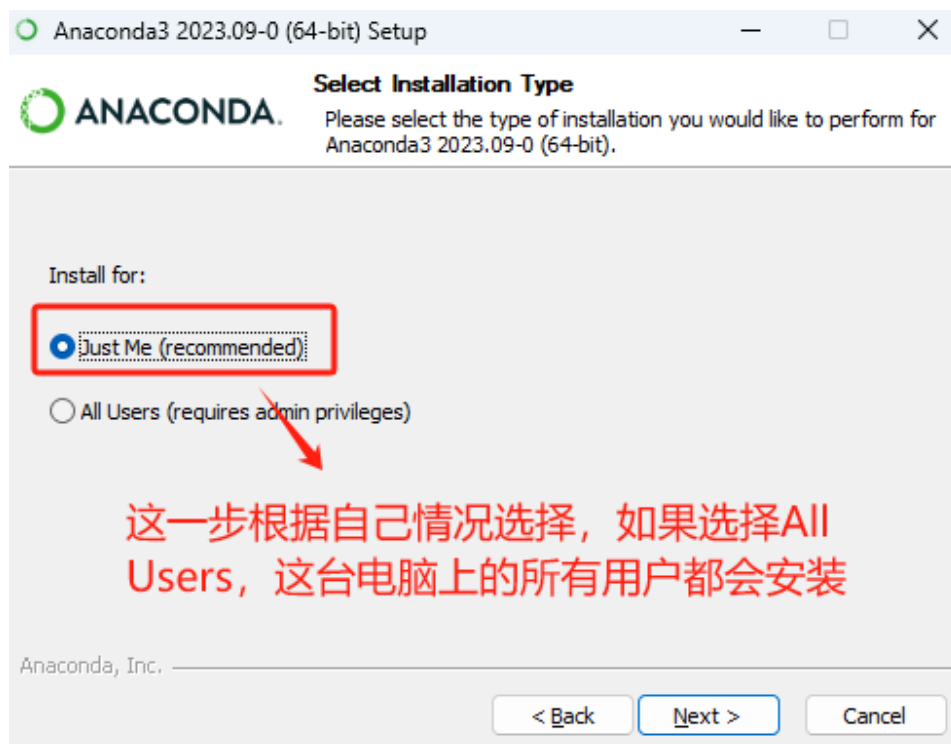 Anaconda3 2023.09-0 (64-bit) Setup
ANACONDA.
Select Installation Type
Please select the type of installation you would like to perform for
Anaconda3 2023.09-0 (64-bit).
Install for:
Just Me (recommended)
All Users (requires admin privileges)
这一步根据自己情况选择，如果选择All
Users，这台电脑上的所有用户都会安装
Anaconda, Inc.
< Back
Next >
Cancel